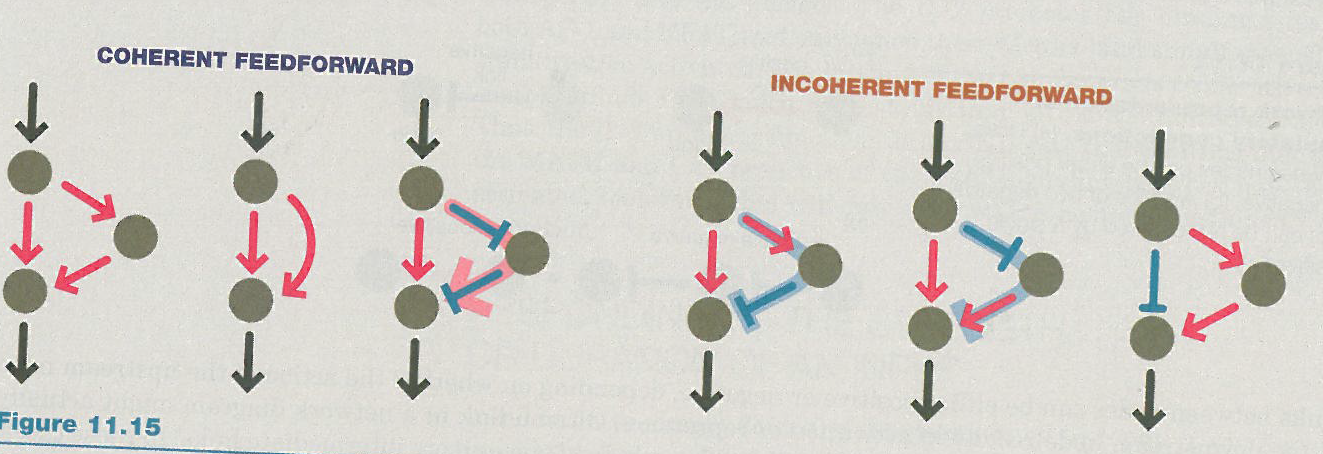 COHERENT FEEDFORWARD
INCOHERENT FEEDFORWARD
Figure 11.15